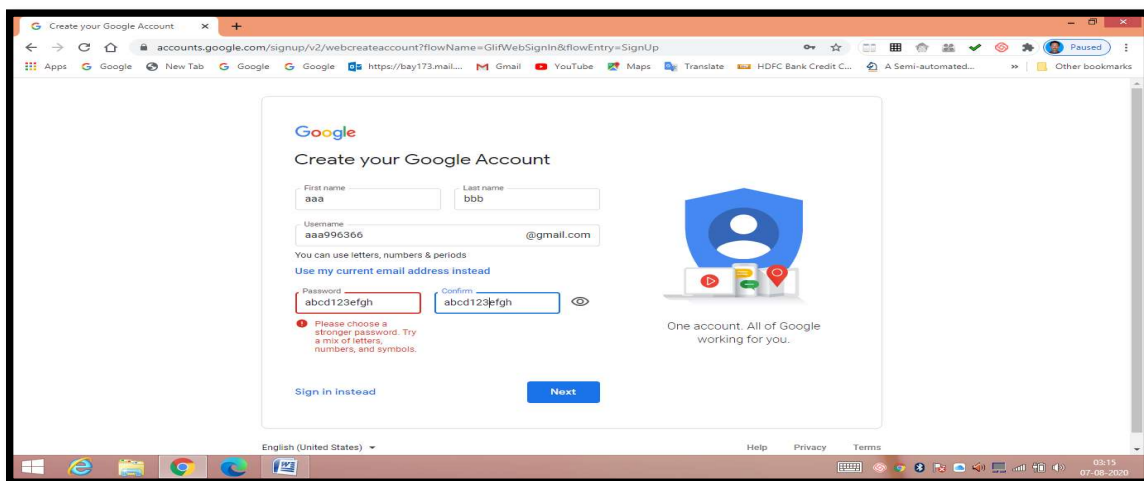 Create your Google Account
accounts.google.com/signup/v2/webcreateaccount?flowName=GlifWebSignIn&flowEntry=SignUp
Paused
Apps Google New Tab Google Google https://bay173.mail.... Gmail YouTube Maps Translate HDFC Bank Credit C... A Semi-automated... » Other bookmarks
Google
Create your Google Account
First name Last name
aaa bbb
Username
aaa996366 @gmail.com
You can use letters, numbers & periods
Use my current email address instead
Password Confirm
abcd123efgh abcd123efgh
Please choose a
stronger password. Try
a mix of letters,
numbers, and symbols.
One account. All of Google
working for you.
Sign in instead Next
English (United States) Help Privacy Terms
03:15
07-08-2020